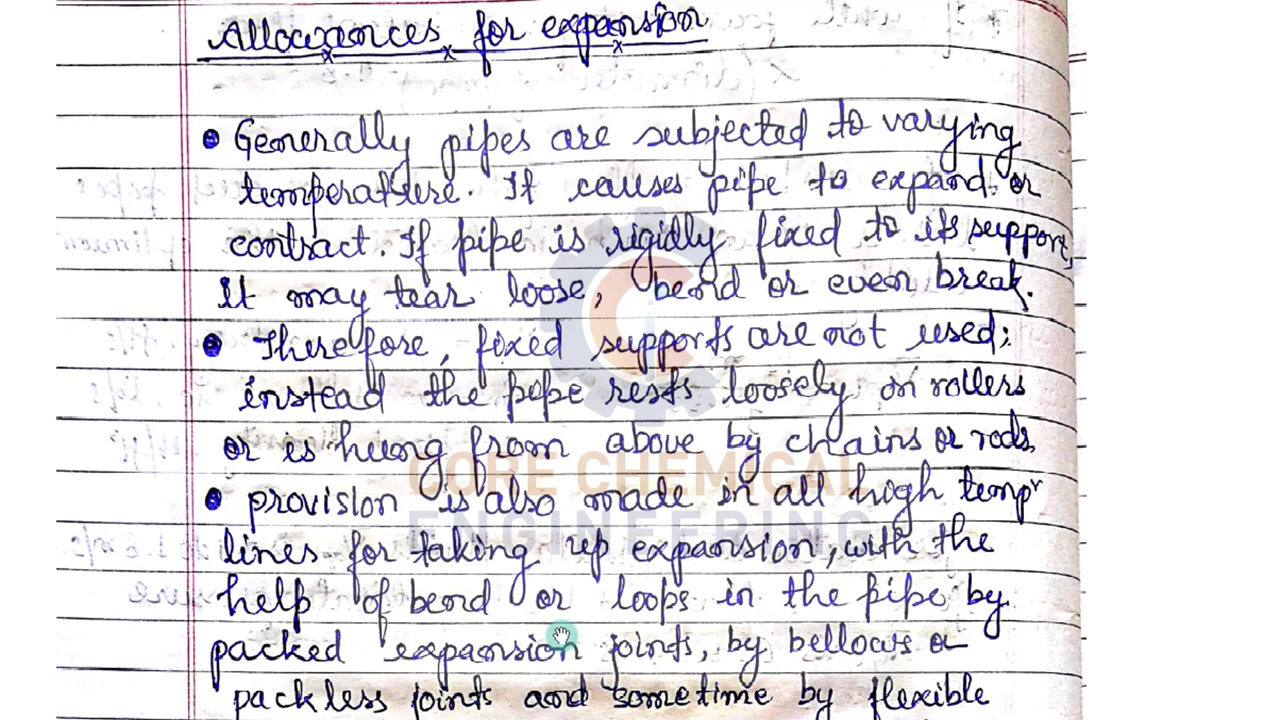 Allowances for expansion
• Generally pipes are subjected to varying
temperature. It causes pipe to expand or
contract. If pipe is rigidly fixed to its support,
It may tear loose, bend or even break.
• Therefore, fixed supports are not used;
instead the pipe rests loosely on rollers
or is hung from above by chains or rods.
• provision is also made in all high tempr
lines for taking up expansion, with the
help of bend or loops in the pipe by
packed expansion joints, by bellows or
packless joints and sometime by flexible
CORE CHEMICAL
ENGINEERING